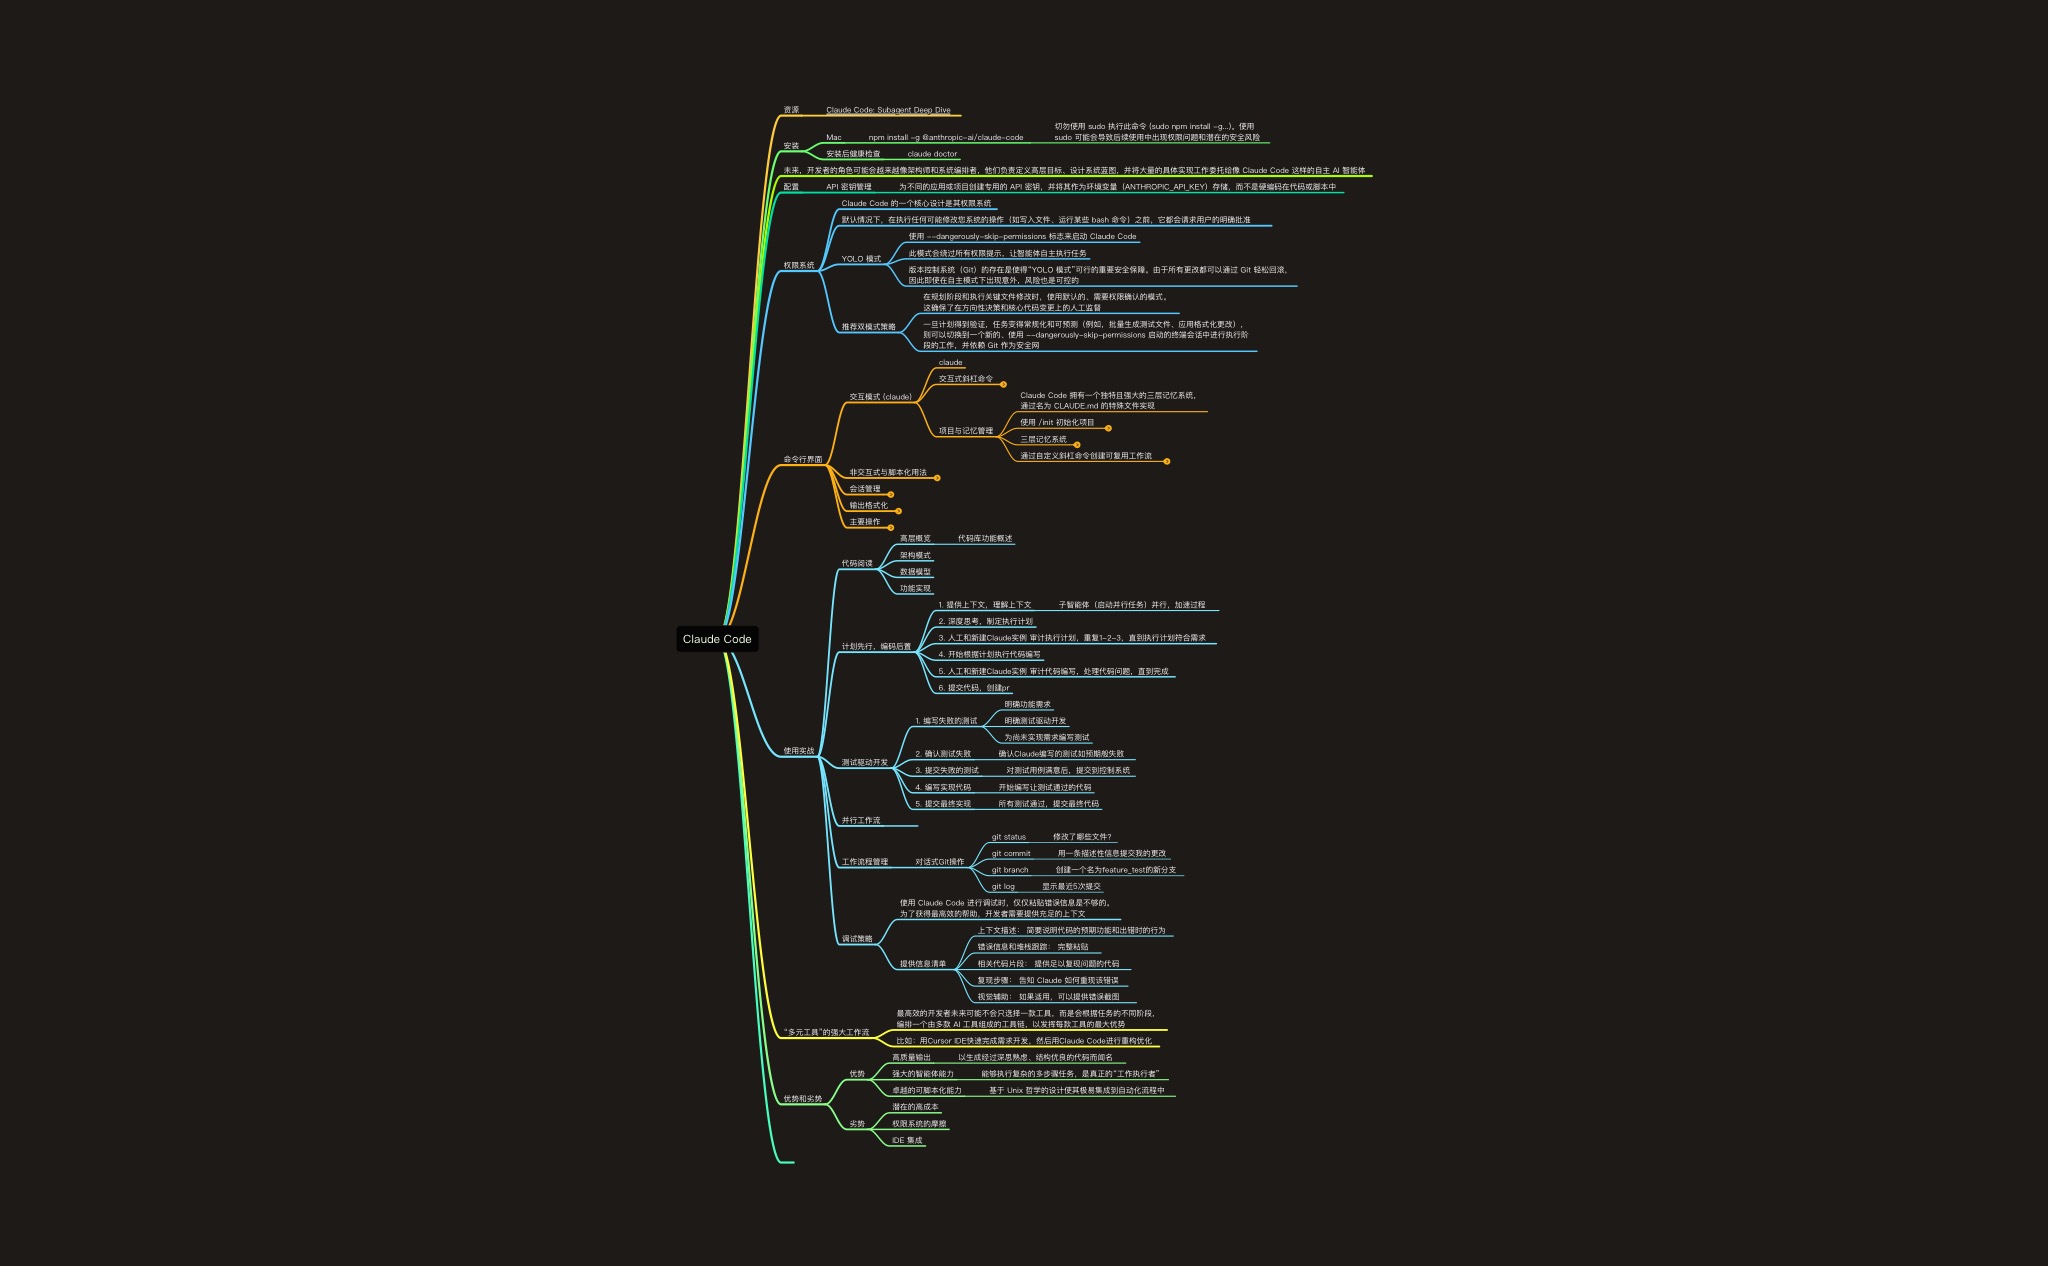 资源
Claude Code: Subagent Deep Dive
安装
Mac
npm install -g @anthropic-ai/claude-code
切勿使用 sudo 执行此命令 (sudo npm install -g...)。使用
sudo 可能会导致后续使用中出现权限问题和潜在的安全风险
安装后健康检查
claude doctor
未来，开发者的角色可能会越来越像架构师和系统编排者，他们负责定义高层目标、设计系统蓝图，并将大量的具体实现工作委托给像 Claude Code 这样的自主 AI 智能体
配置
API 密钥管理
为不同的应用或项目创建专用的 API 密钥，并将其作为环境变量（ANTHROPIC_API_KEY）存储，而不是硬编码在代码或脚本中
权限系统
Claude Code 的一个核心设计是其权限系统
默认情况下，在执行任何可能修改您系统的操作（如写入文件、运行某些 bash 命令）之前，它都会请求用户的明确批准
YOLO 模式
使用 --dangerously-skip-permissions 标志来启动 Claude Code
此模式会绕过所有权限提示，让智能体自主执行任务
版本控制系统（Git）的存在是使得“YOLO 模式”可行的重要安全保障。由于所有更改都可以通过 Git 轻松回滚，
因此即使在自主模式下出现意外，风险也是可控的
推荐双模式策略
在规划阶段和执行关键文件修改时，使用默认的、需要权限确认的模式。
这确保了在方向性决策和核心代码变更上的人工监督
一旦计划得到验证，任务变得常规化和可预测（例如，批量生成测试文件、应用格式化更改），
则可以切换到一个新的、使用 --dangerously-skip-permissions 启动的终端会话中进行执行阶
段的工作，并依赖 Git 作为安全网
命令行界面
交互模式 (claude)
claude
交互式斜杠命令
项目与记忆管理
Claude Code 拥有一个独特且强大的三层记忆系统，
通过名为 CLAUDE.md 的特殊文件实现
使用 /init 初始化项目
三层记忆系统
通过自定义斜杠命令创建可复用工作流
非交互式与脚本化用法
会话管理
输出格式化
主要操作
Claude Code
使用实战
代码阅读
高层概览
代码库功能概述
架构模式
数据模型
功能实现
计划先行，编码后置
1. 提供上下文，理解上下文
子智能体（启动并行任务）并行，加速过程
2. 深度思考，制定执行计划
3. 人工和新建Claude实例 审计执行计划，重复1-2-3，直到执行计划符合需求
4. 开始根据计划执行代码编写
5. 人工和新建Claude实例 审计代码编写，处理代码问题，直到完成
6. 提交代码，创建pr
测试驱动开发
1. 编写失败的测试
明确功能需求
明确测试驱动开发
为尚未实现需求编写测试
2. 确认测试失败
确认Claude编写的测试如预期般失败
3. 提交失败的测试
对测试用例满意后，提交到控制系统
4. 编写实现代码
开始编写让测试通过的代码
5. 提交最终实现
所有测试通过，提交最终代码
并行工作流
工作流程管理
对话式Git操作
git status
修改了哪些文件?
git commit
用一条描述性信息提交我的更改
git branch
创建一个名为feature_test的新分支
git log
显示最近5次提交
调试策略
使用 Claude Code 进行调试时，仅仅粘贴错误信息是不够的。
为了获得最高效的帮助，开发者需要提供充足的上下文
提供信息清单
上下文描述： 简要说明代码的预期功能和出错时的行为
错误信息和堆栈跟踪： 完整粘贴
相关代码片段： 提供足以复现问题的代码
复现步骤： 告知 Claude 如何重现该错误
视觉辅助： 如果适用，可以提供错误截图
“多元工具”的强大工作流
最高效的开发者未来可能不会只选择一款工具，而是会根据任务的不同阶段，
编排一个由多款 AI 工具组成的工具链，以发挥每款工具的最大优势
比如：用Cursor IDE快速完成需求开发，然后用Claude Code进行重构优化
优势和劣势
优势
高质量输出
以生成经过深思熟虑、结构优良的代码而闻名
强大的智能体能力
能够执行复杂的多步骤任务，是真正的“工作执行者”
卓越的可脚本化能力
基于 Unix 哲学的设计使其极易集成到自动化流程中
劣势
潜在的高成本
权限系统的摩擦
IDE 集成